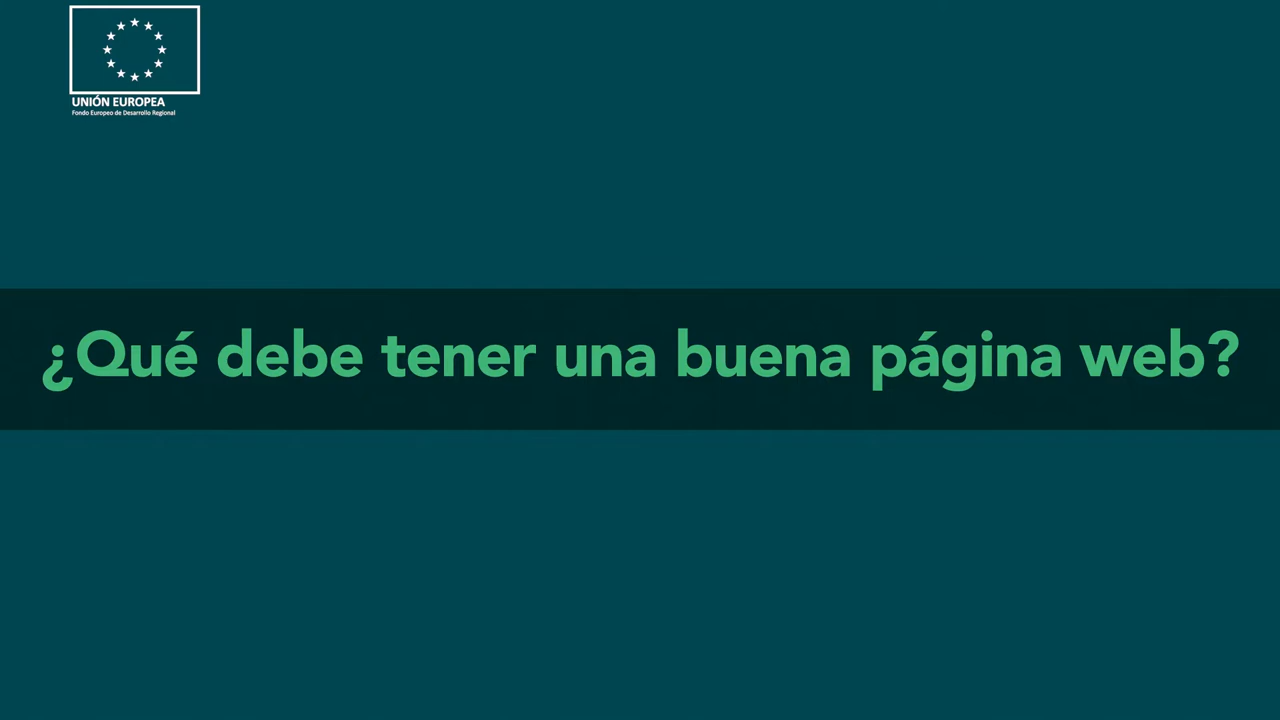 UNIÓN EUROPEA
Fondo Europeo de Desarrollo Regional
¿Qué debe tener una buena página web?